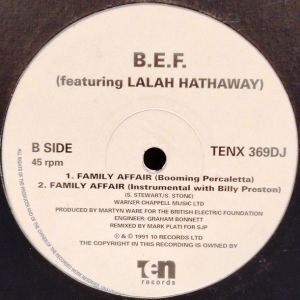 B.E.F.
(featuring LALAH HATHAWAY)
B SIDE
45 rpm
TENX 369DJ
1. FAMILY AFFAIR (Booming Percaletta)
2. FAMILY AFFAIR (Instrumental with Billy Preston)
(S. STEWART/S. STONE)
WARNER CHAPPELL MUSIC LTD
PRODUCED BY MARTYN WARE FOR THE BRITISH ELECTRIC FOUNDATION
ENGINEER: GRAHAM BONNETT
REMIXED BY MARK PLATI FOR SJP
℗ & © 1991 10 RECORDS LTD
THE COPYRIGHT IN THIS RECORDING IS OWNED BY
ten
records